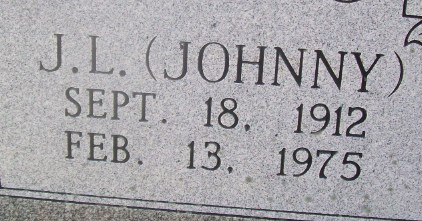 J.L. (JOHNNY)
SEPT. 18, 1912
FEB. 13, 1975